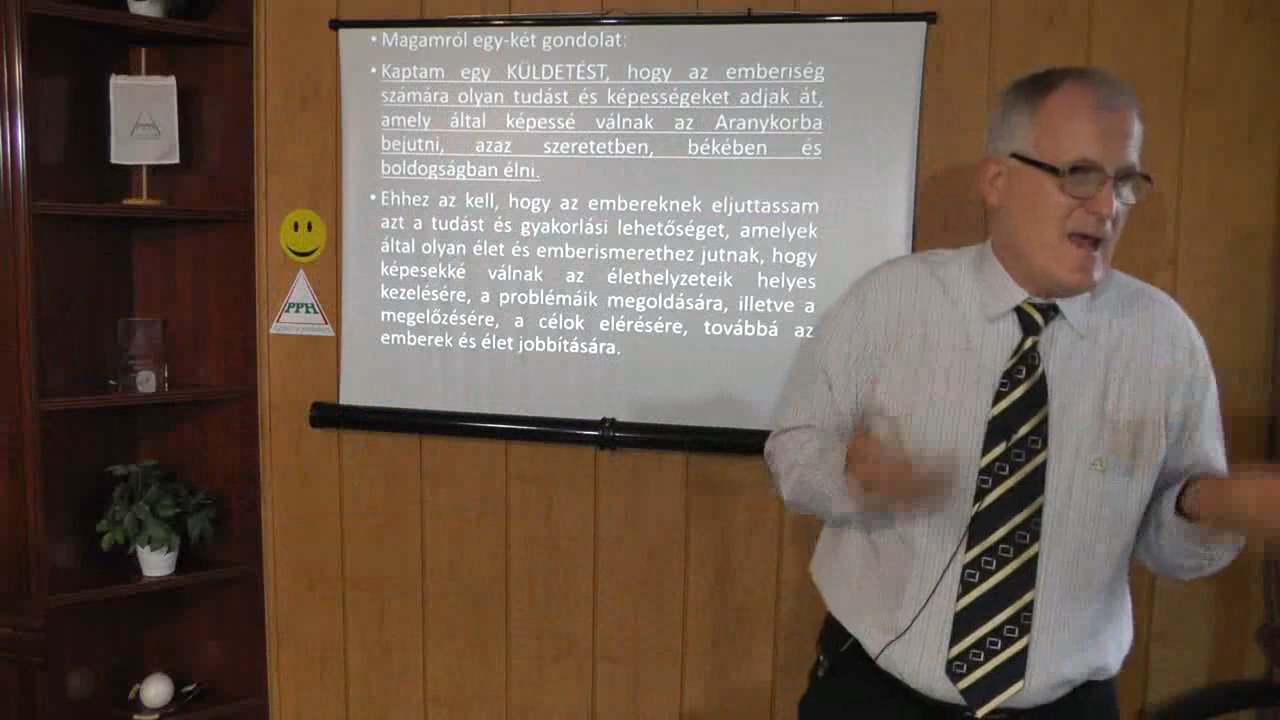 • Magamról egy-két gondolat:
• Kaptam egy KÜLDETÉST, hogy az emberiség
számára olyan tudást és képességeket adjak át,
amely által képessé válnak az Aranykorba
bejutni, azaz szeretetben, békében és
boldogságban élni.
• Ehhez az kell, hogy az embereknek eljuttassam
azt a tudást és gyakorlási lehetőséget, amelyek
által olyan élet és emberismerethez jutnak, hogy
képesekké válnak az élethelyzeteik helyes
kezelésére, a problémáik megoldására, illetve a
megelőzésére, a célok elérésére, továbbá az
emberek és élet jobbítására.
PPH